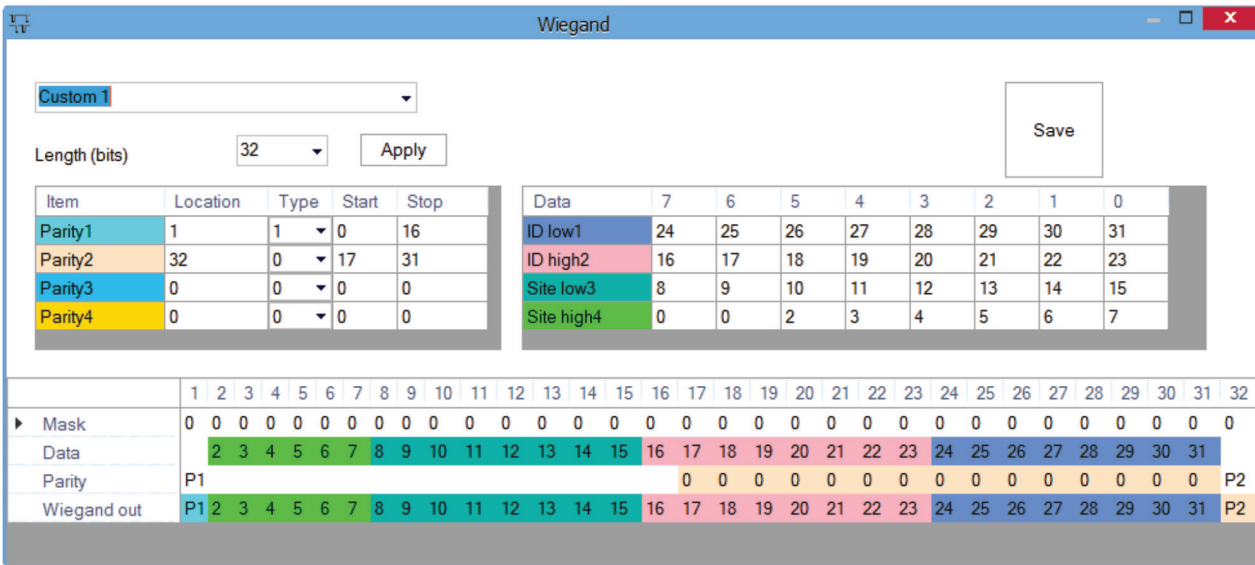 Wiegand
Custom 1
Length (bits) 32 Apply Save
Item Location Type Start Stop
Parity1 1 1 0 16
Parity2 32 0 17 31
Parity3 0 0 0 0
Parity4 0 0 0 0
Data 7 6 5 4 3 2 1 0
ID low1 24 25 26 27 28 29 30 31
ID high2 16 17 18 19 20 21 22 23
Site low3 8 9 10 11 12 13 14 15
Site high4 0 0 2 3 4 5 6 7
1 2 3 4 5 6 7 8 9 10 11 12 13 14 15 16 17 18 19 20 21 22 23 24 25 26 27 28 29 30 31 32
Mask 0 0 0 0 0 0 0 0 0 0 0 0 0 0 0 0 0 0 0 0 0 0 0 0 0 0 0 0 0 0 0 0
Data 2 3 4 5 6 7 8 9 10 11 12 13 14 15 16 17 18 19 20 21 22 23 24 25 26 27 28 29 30 31
Parity P1 0 0 0 0 0 0 0 0 0 0 0 0 0 0 0 P2
Wiegand out P1 2 3 4 5 6 7 8 9 10 11 12 13 14 15 16 17 18 19 20 21 22 23 24 25 26 27 28 29 30 31 P2